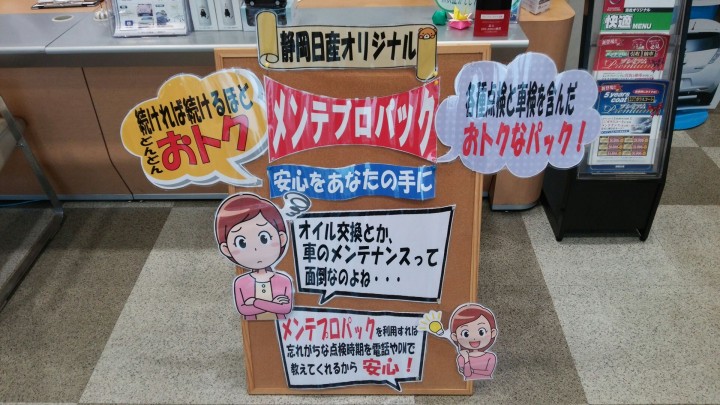 静岡日産オリジナル
続ければ続けるほど
どんどん
おトク
メンテプロパック
各種点検と車検を含んだ
おトクなパック!
安心をあなたの手に
オイル交換とか、
車のメンテナンスって
面倒なのよね・・・
メンテプロパックを利用すれば
忘れがちな点検時期を電話やDMで
教えてくれるから 安心!
快適
MENU
5 years
coat